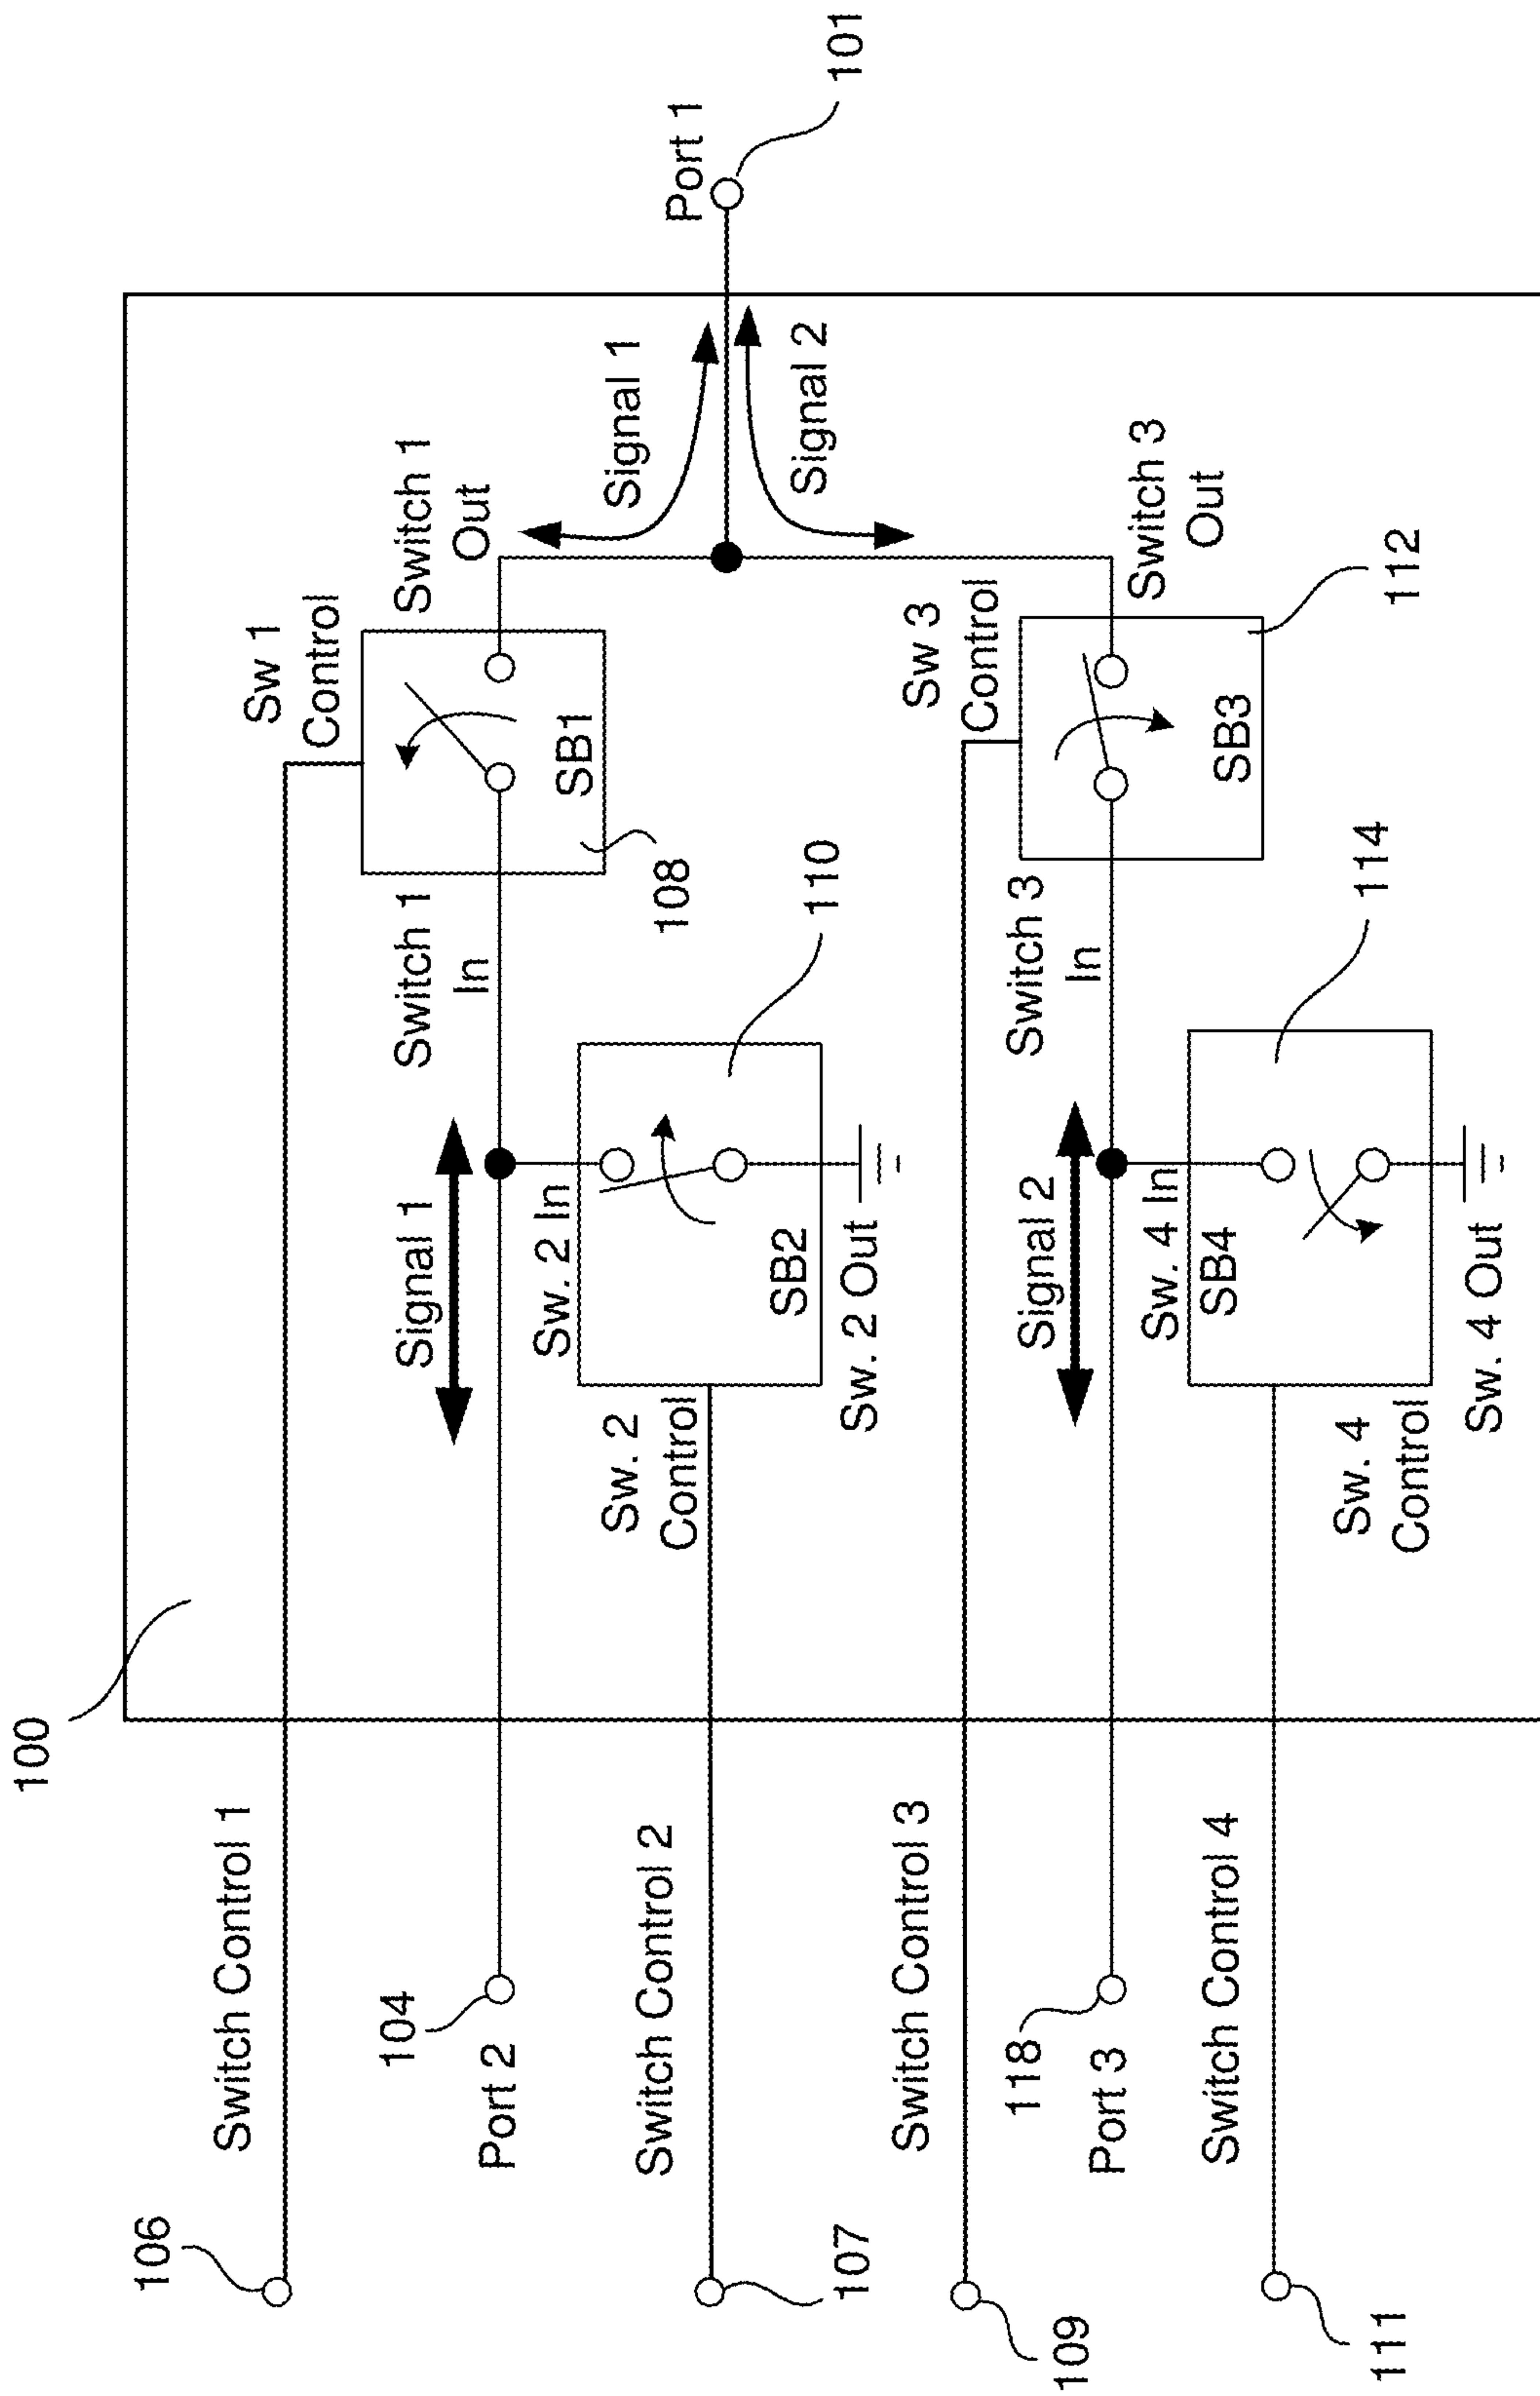 100
Switch Control 1
106
Sw 1
Control
Switch 1
Out
Signal 1
Port 1
101
Signal 2
SB1
108
Switch 1
In
Signal 1
104
Port 2
Sw. 2 In
110
SB2
Sw. 2
Control
Sw. 2 Out
Switch Control 2
107
Switch Control 3
109
Sw 3
Control
Switch 3
Out
112
SB3
Switch 3
In
Signal 2
118
Port 3
Sw. 4 In
SB4
114
Sw. 4
Control
Sw. 4 Out
Switch Control 4
111